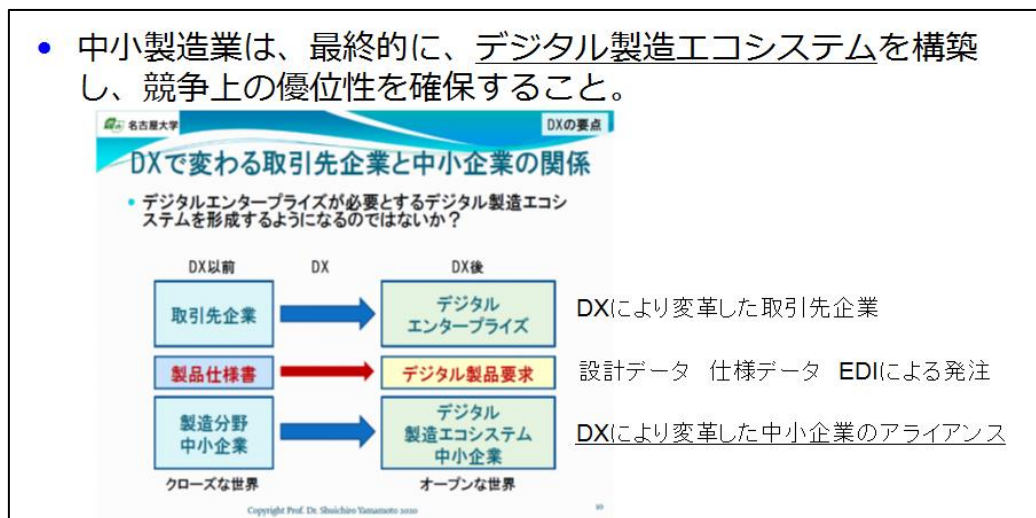 • 中小製造業は、最終的に、デジタル製造エコシステムを構築
し、競争上の優位性を確保すること。
名古屋大学
DXの要点
DXで変わる取引先企業と中小企業の関係
• デジタルエンタープライズが必要とするデジタル製造エコシ
ステムを形成するようになるのではないか？
DX以前 DX DX後
取引先企業
デジタル
エンタープライズ
DXにより変革した取引先企業
製品仕様書
デジタル製品要求
設計データ 仕様データ EDIによる発注
製造分野
中小企業
デジタル
製造エコシステム
中小企業
DXにより変革した中小企業のアライアンス
クローズな世界
オープンな世界
Copyright Prof. Dr. Shuichiro Yamamoto 2020